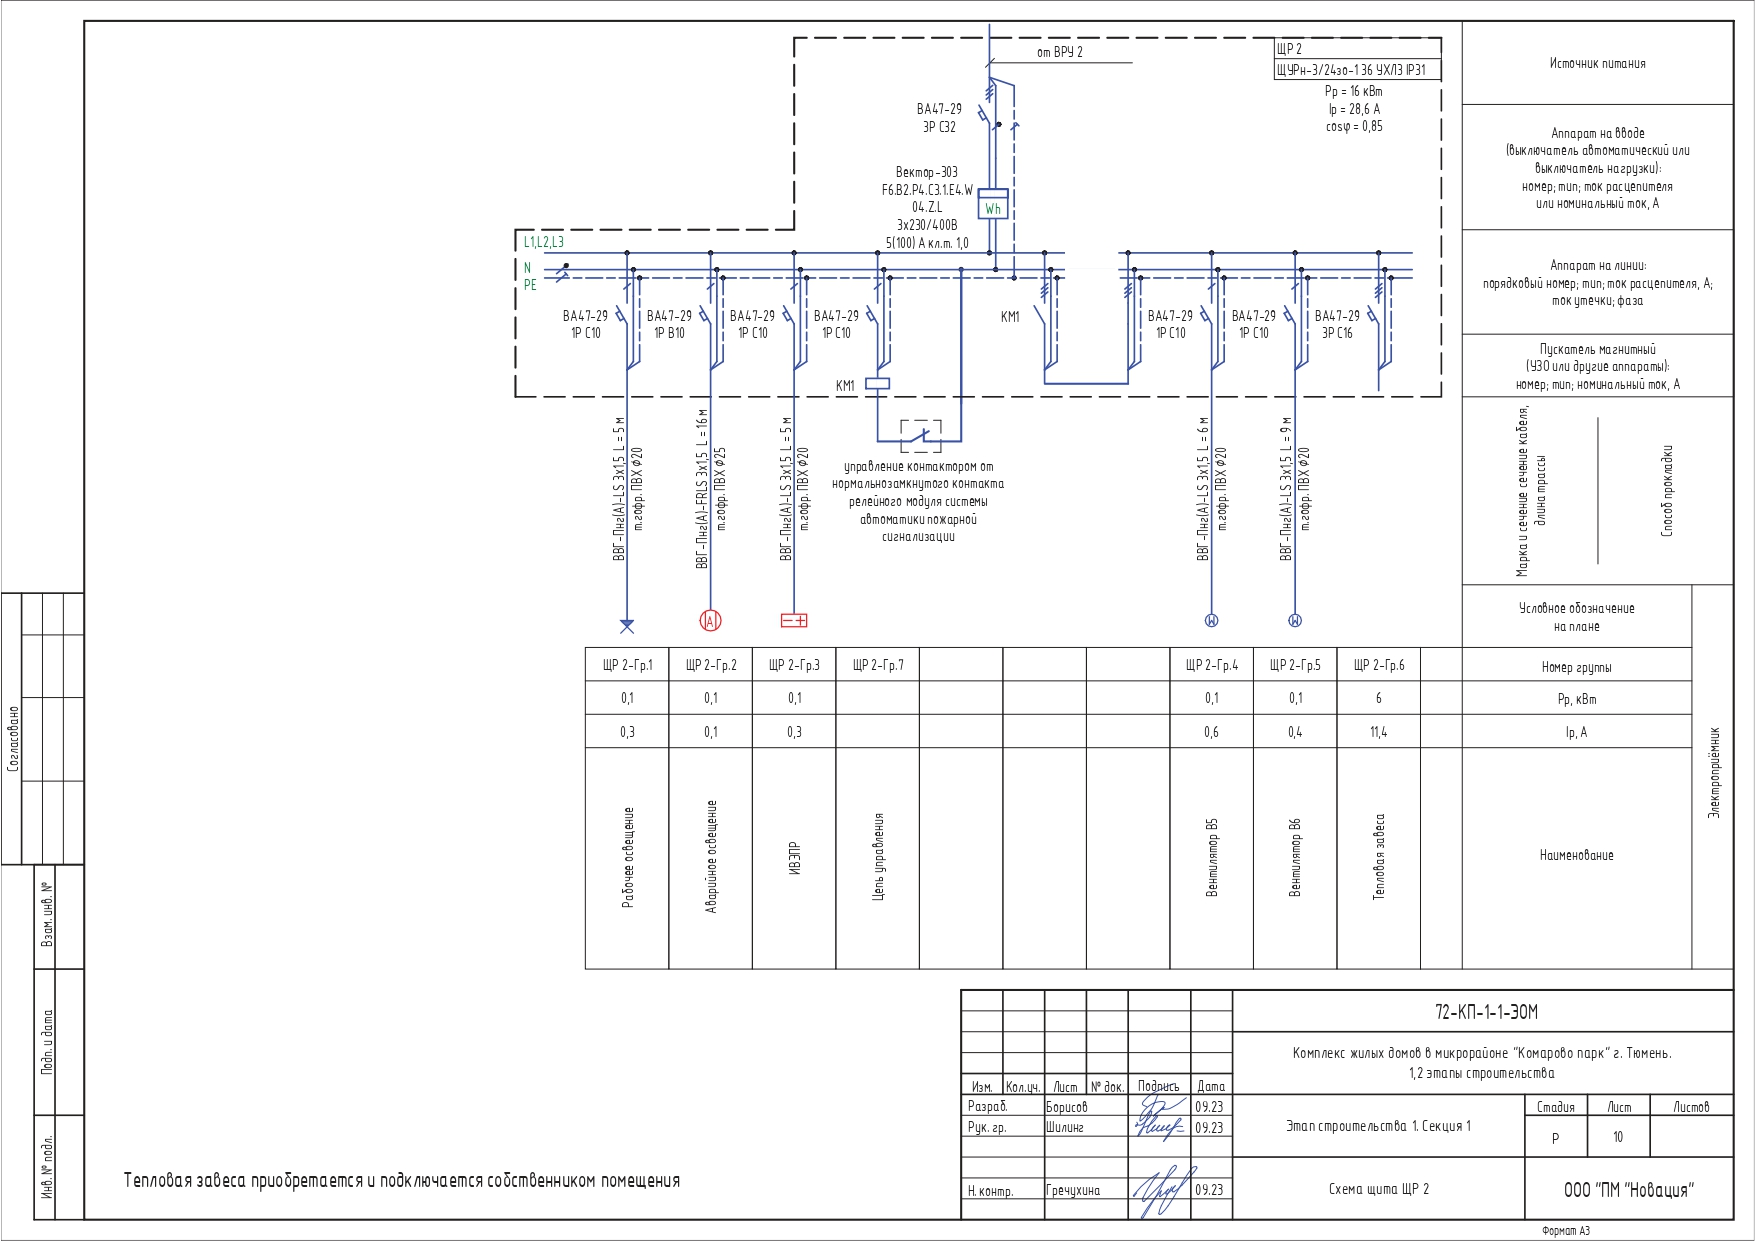 от ВРУ 2
ЩР 2
ЩУРн-3/24зо-1 36 УХЛ3 IP31
Рр = 16 кВт
Iр = 28,6 А
cosφ = 0,85
ВА47-29
3P C32
Вектор-303
F6.B2.P4.C3.1.E4.W
04.Z.L
3х230/400В
5(100) А кл.т. 1,0
Wh
L1,L2,L3
N
PE
ВА47-29
1P C10
ВА47-29
1P B10
ВА47-29
1P C10
ВА47-29
1P C10
КМ1
ВА47-29
1P C10
ВА47-29
1P C10
ВА47-29
3P C16
КМ1
ВВГ-Пнг(А)-LS 3х1,5 L = 5 м
т.гофр. ПВХ ф20
ВВГ-Пнг(А)-FRLS 3х1,5 L = 16 м
т.гофр. ПВХ ф25
ВВГ-Пнг(А)-LS 3х1,5 L = 5 м
т.гофр. ПВХ ф20
ВВГ-Пнг(А)-LS 3х1,5 L = 6 м
т.гофр. ПВХ ф20
ВВГ-Пнг(А)-LS 3х1,5 L = 9 м
т.гофр. ПВХ ф20
управление контактором от
нормальнозамкнутого контакта
релейного модуля системы
автоматики пожарной
сигнализации
А
Источник питания
Аппарат на вводе
(выключатель автоматический или
выключатель нагрузки):
номер; тип; ток расцепителя
или номинальный ток, А
Аппарат на линии:
порядковый номер; тип; ток расцепителя, А;
ток утечки; фаза
Пускатель магнитный
(УЗО или другие аппараты):
номер; тип; номинальный ток, А
Марка и сечение сечение кабеля,
длина трассы
Способ прокладки
Условное обозначение
на плане
Электроприёмник
ЩР 2-Гр.1 ЩР 2-Гр.2 ЩР 2-Гр.3 ЩР 2-Гр.7 ЩР 2-Гр.4 ЩР 2-Гр.5 ЩР 2-Гр.6 Номер группы
0,1 0,1 0,1 0,1 0,1 6 Рр, кВт
0,3 0,1 0,3 0,6 0,4 11,4 Iр, А
Рабочее освещение
Аварийное освещение
ИВЭПР
Цепь управления
Вентилятор В5
Вентилятор В6
Тепловая завеса
Наименование
Согласовано
Взам. инв. №
Подп. и дата
Инв. № подл.
Тепловая завеса приобретается и подключается собственником помещения
72-КП-1-1-ЭОМ
Комплекс жилых домов в микрорайоне "Комарово парк" г. Тюмень.
1,2 этапы строительства
Изм. Кол.уч. Лист № док. Подпись Дата
Разраб. Борисов 09.23
Рук. гр. Шилинг 09.23
Н. контр. Гречухина 09.23
Этап строительства 1. Секция 1
Стадия Лист Листов
Р 10
Схема щита ЩР 2
ООО "ПМ "Новация"
Формат А3